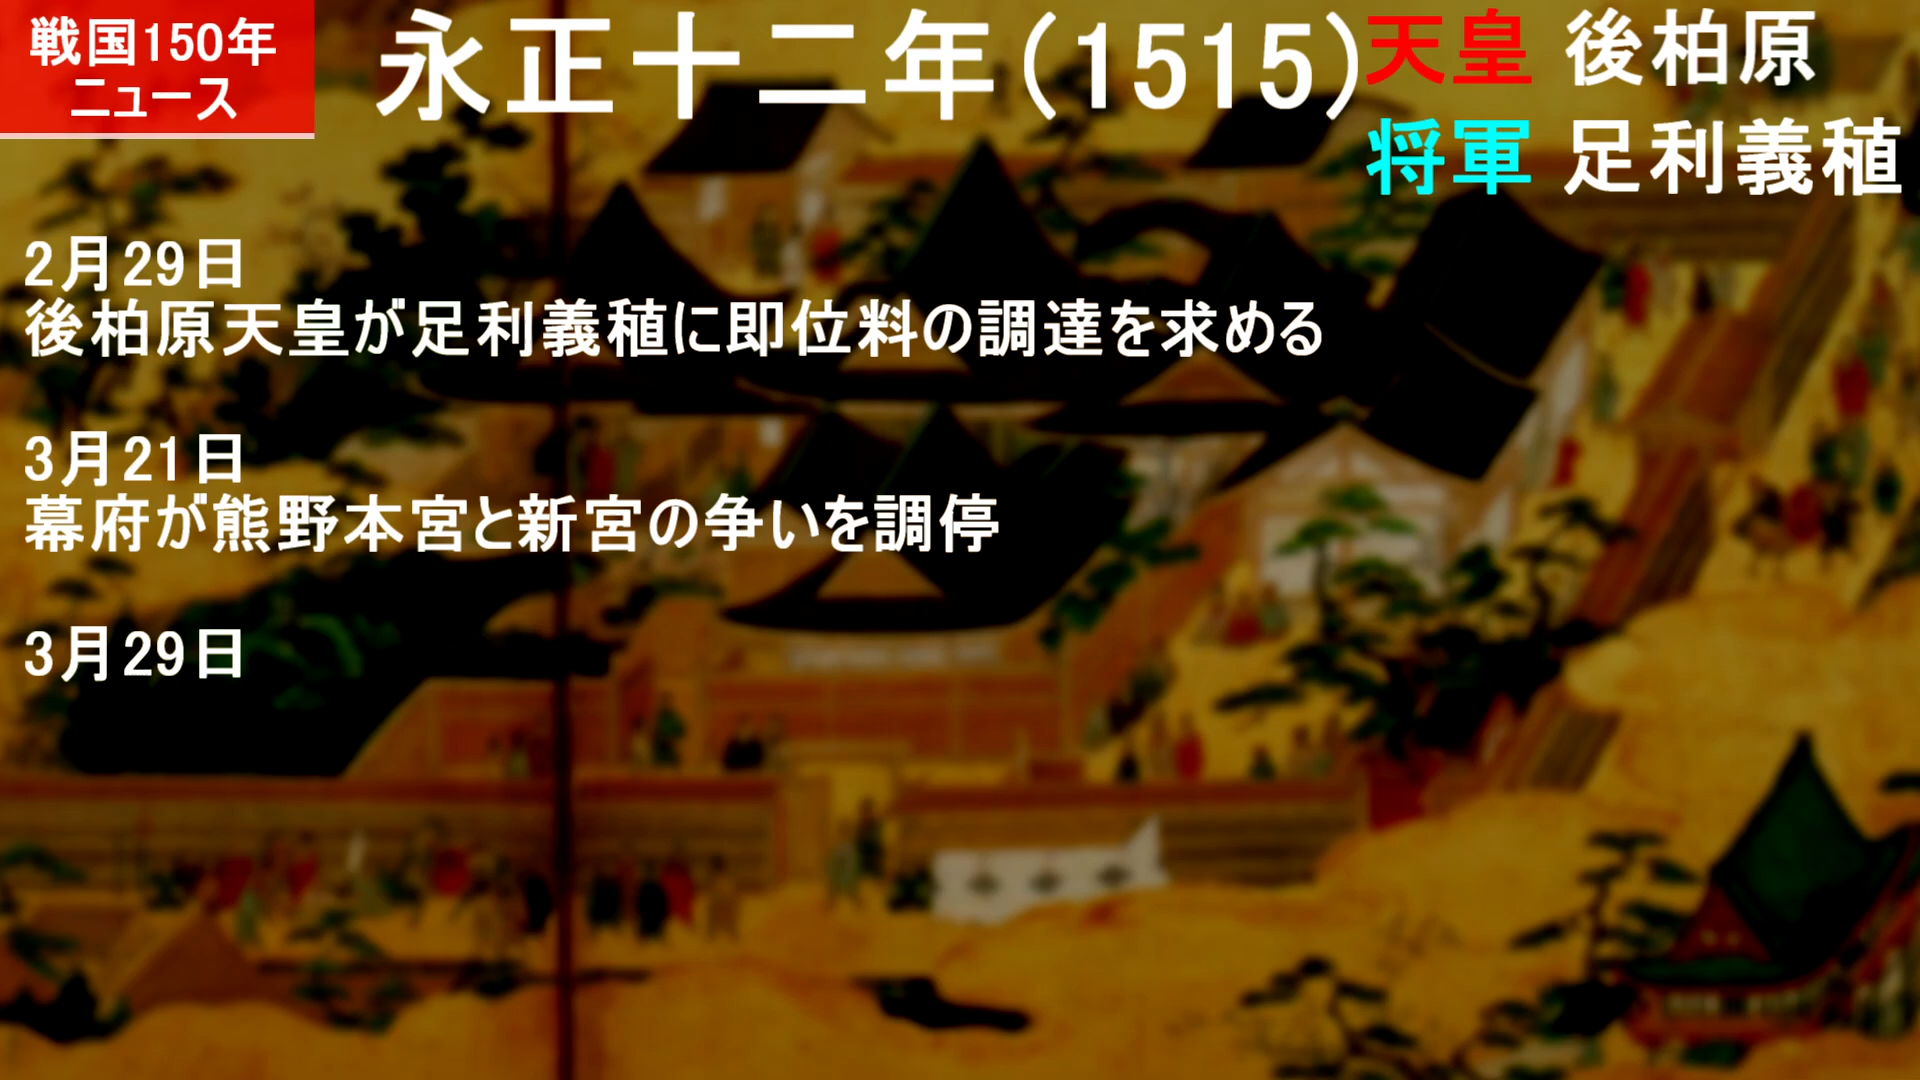 戦国150年
ニュース
永正十二年(1515)
天皇 後柏原
将軍 足利義稙
2月29日
後柏原天皇が足利義稙に即位料の調達を求める
3月21日
幕府が熊野本宮と新宮の争いを調停
3月29日